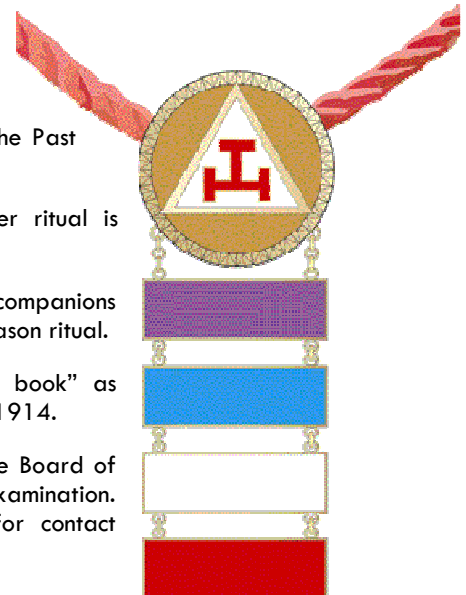 he Past
er ritual is
companions
ason ritual.
book” as
1914.
e Board of
xamination.
for contact